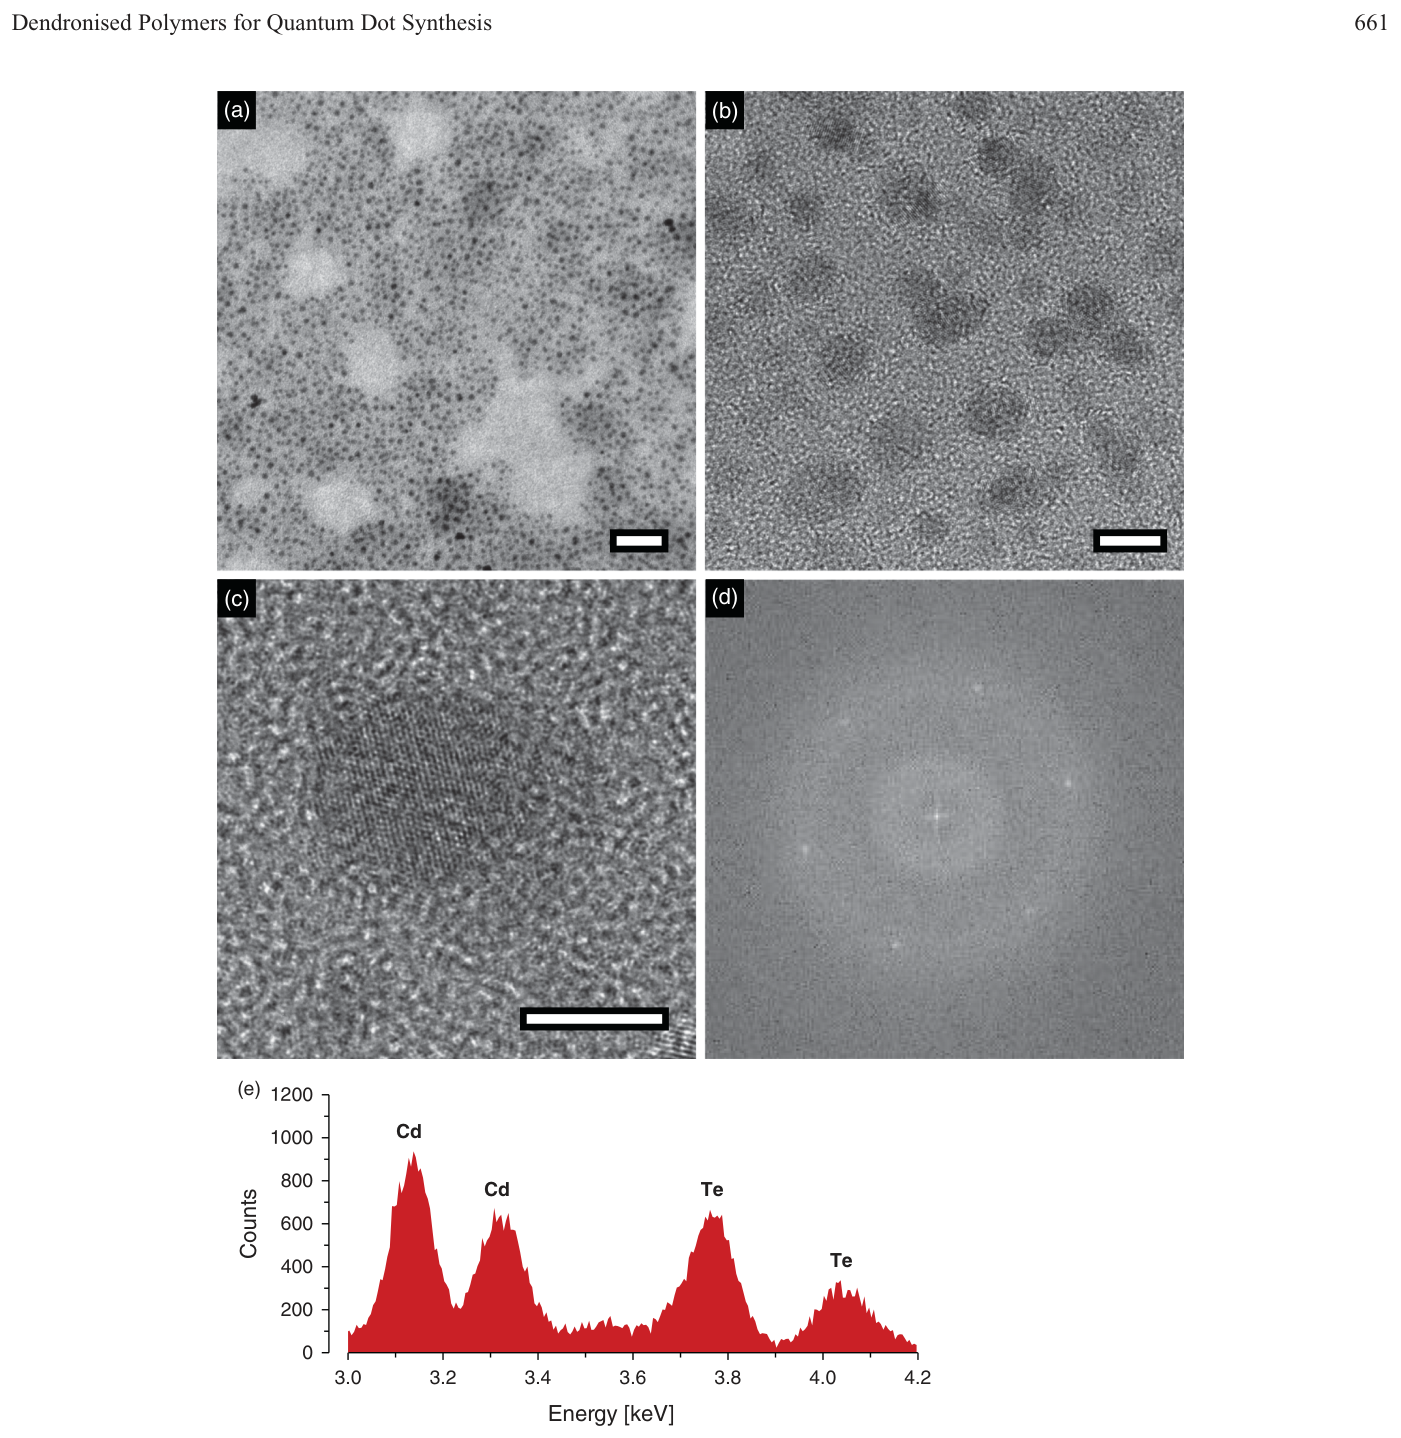 Dendronised Polymers for Quantum Dot Synthesis 661
(a)
(b)
(c)
(d)
(e)
1200
1000
800
600
400
200
0
Counts
Cd
Cd
Te
Te
3.0 3.2 3.4 3.6 3.8 4.0 4.2
Energy [keV]